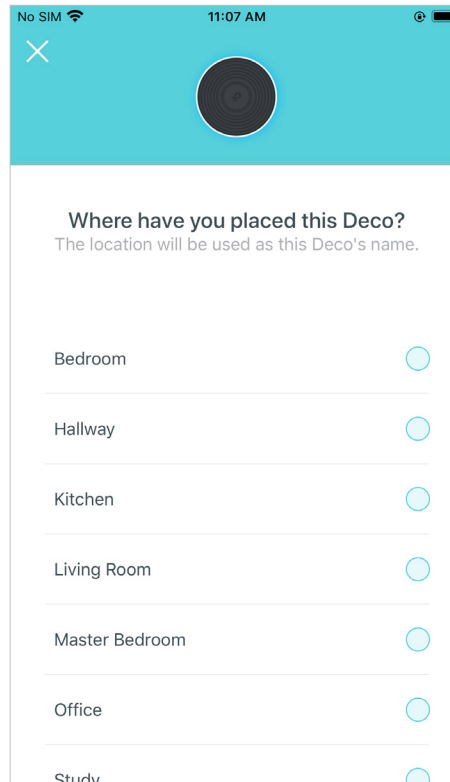 No SIM 11:07 AM
Where have you placed this Deco?
The location will be used as this Deco's name.
Bedroom
Hallway
Kitchen
Living Room
Master Bedroom
Office
Study